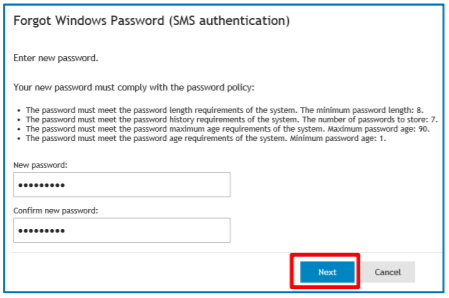 Forgot Windows Password (SMS authentication)
Enter new password.
Your new password must comply with the password policy:
• The password must meet the password length requirements of the system. The minimum password length: 8.
• The password must meet the password history requirements of the system. The number of passwords to store: 7.
• The password must meet the password maximum age requirements of the system. Maximum password age: 90.
• The password must meet the password age requirements of the system. Minimum password age: 1.
New password:
•••••••••
Confirm new password:
•••••••••
Next Cancel